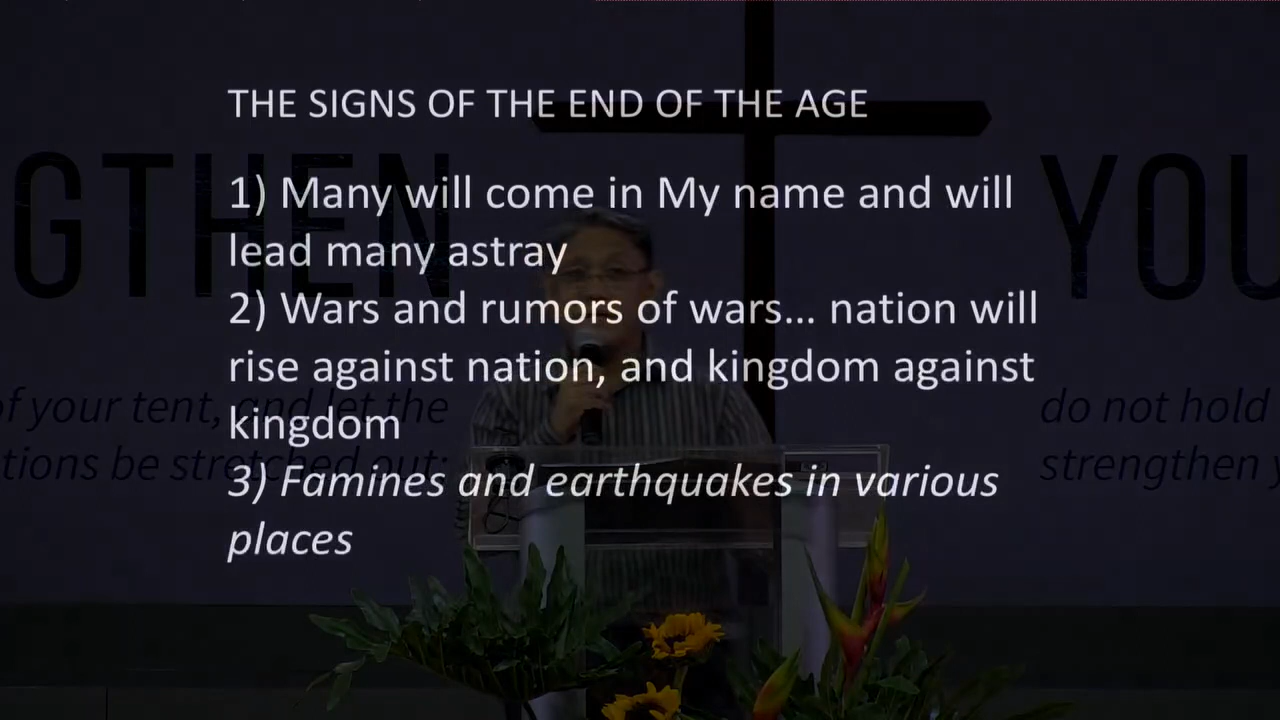 THE SIGNS OF THE END OF THE AGE
1) Many will come in My name and will
lead many astray
2) Wars and rumors of wars... nation will
rise against nation, and kingdom against
kingdom
3) Famines and earthquakes in various
places
GTHEN
of your tent, and let the
tions be stretched out;
YOU
do not hold
strengthen y